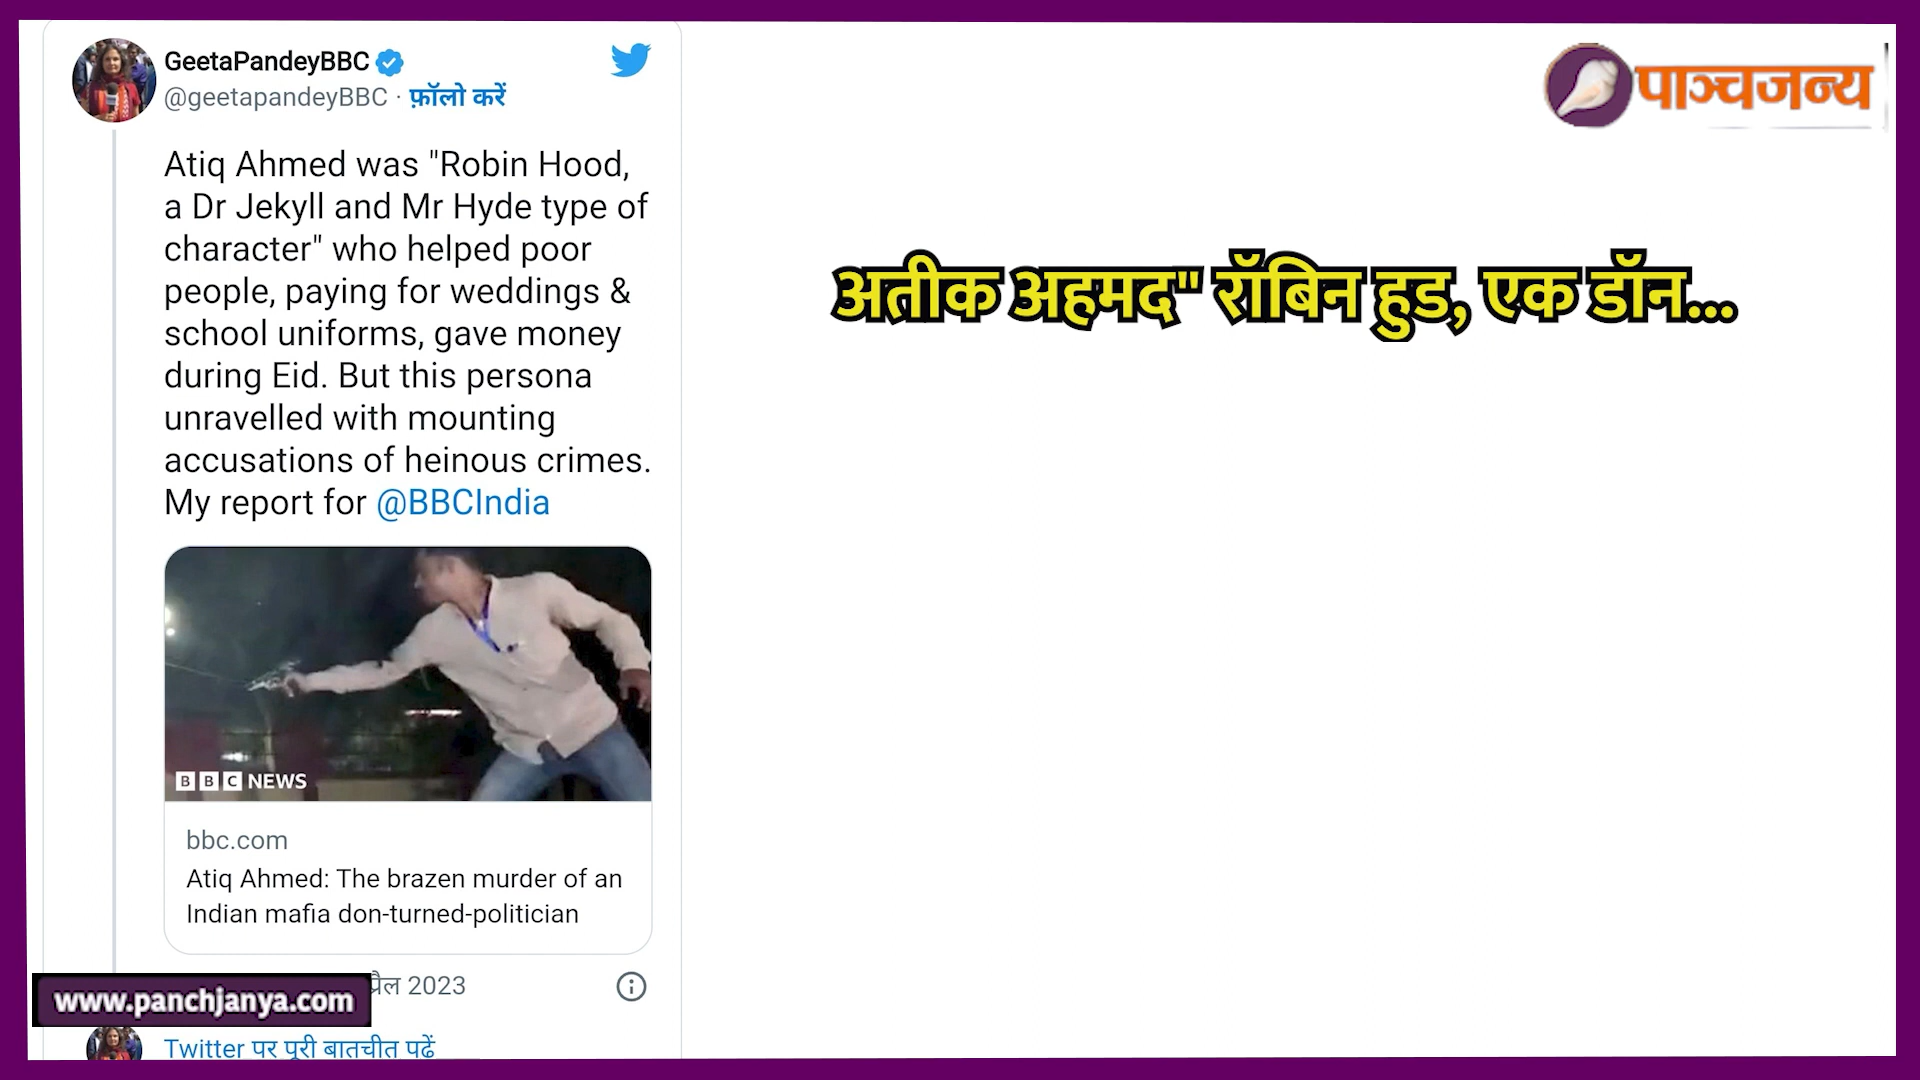 GeetaPandeyBBC
@geetapandeyBBC · फ़ॉलो करें
Atiq Ahmed was "Robin Hood,
a Dr Jekyll and Mr Hyde type of
character" who helped poor
people, paying for weddings &
school uniforms, gave money
during Eid. But this persona
unravelled with mounting
accusations of heinous crimes.
My report for @BBCIndia
BBC NEWS
bbc.com
Atiq Ahmed: The brazen murder of an
Indian mafia don-turned-politician
2023
www.panchjanya.com
Twitter पर पूरी बातचीत पढ़ें
पाञ्चजन्य
अतीक अहमद" रॉबिन हुड, एक डॉन...